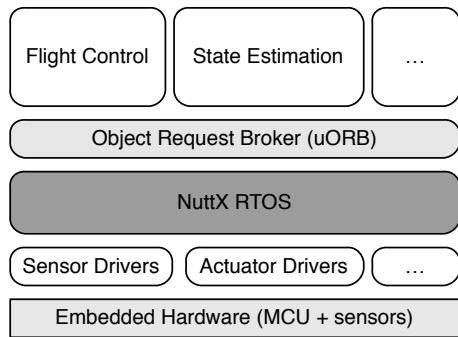 Flight Control
State Estimation
…
Object Request Broker (uORB)
NuttX RTOS
Sensor Drivers
Actuator Drivers
…
Embedded Hardware (MCU + sensors)